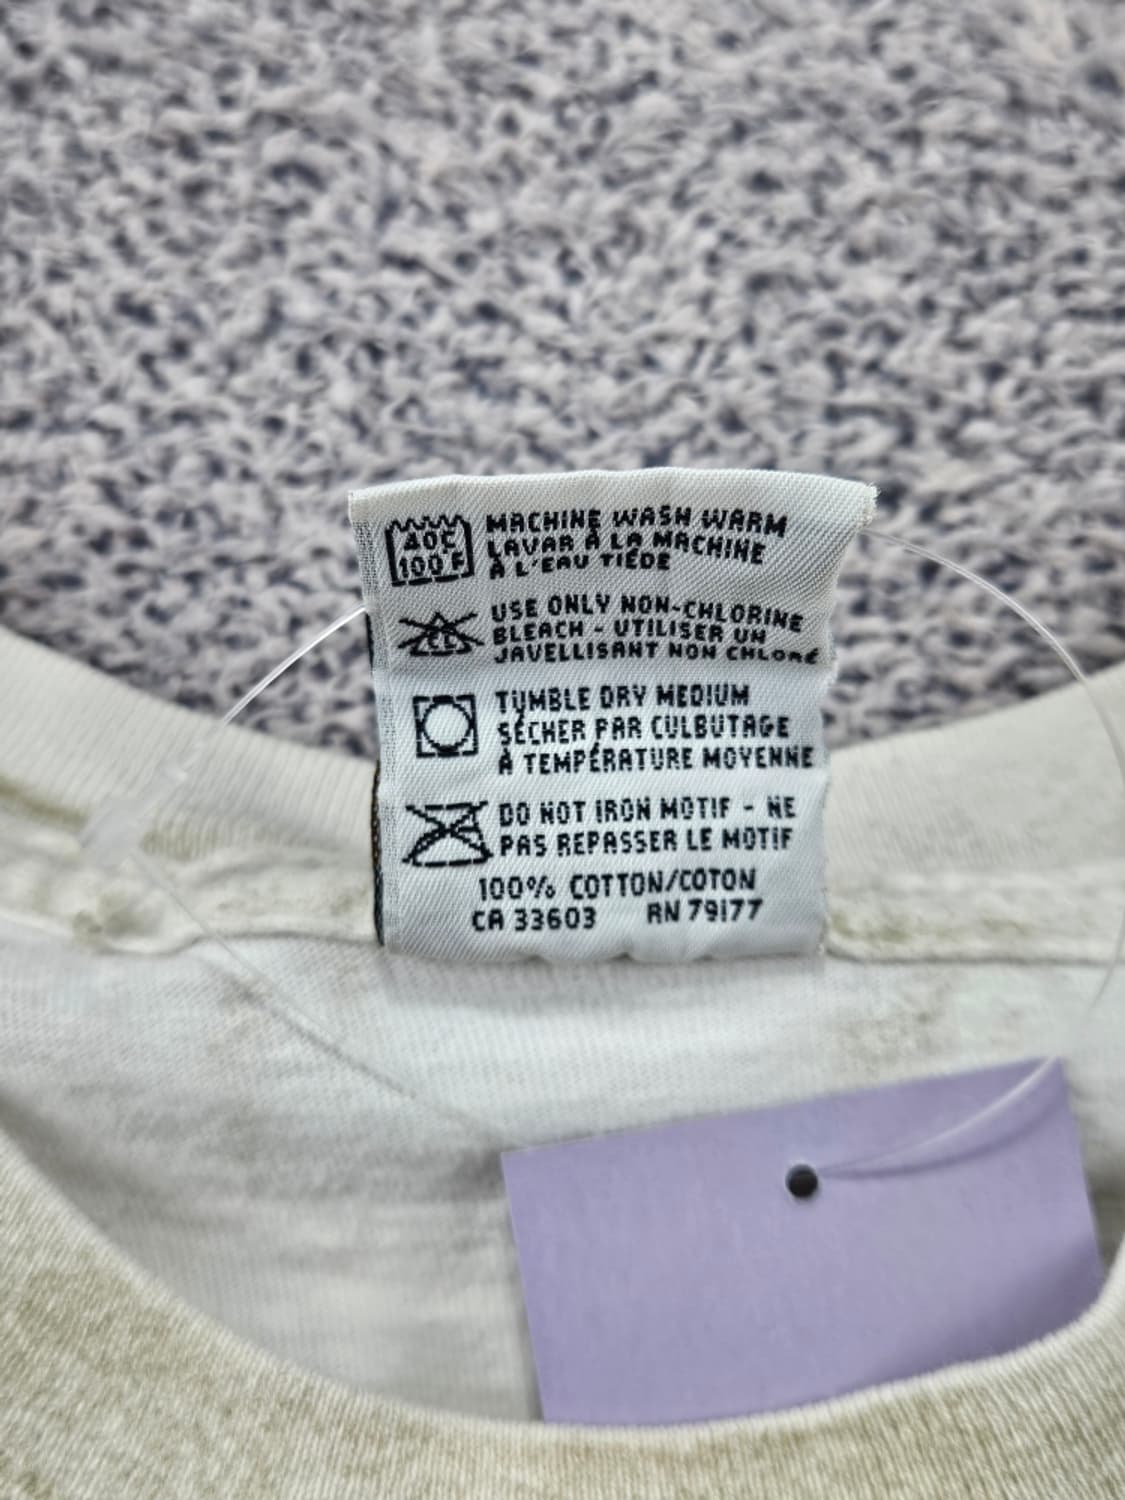 40C
100 F
MACHINE WASH WARM
LAVAR À LA MACHINE
À L'EAU TIÉDE
CL
USE ONLY NON-CHLORINE
BLEACH - UTILISER UN
JAVELLISANT NON CHLORÉ
TUMBLE DRY MEDIUM
SÉCHER PAR CULBUTAGE
À TEMPÉRATURE MOYENNE
DO NOT IRON MOTIF - NE
PAS REPASSER LE MOTIF
100% COTTON/COTON
CA 33603 RN 79177